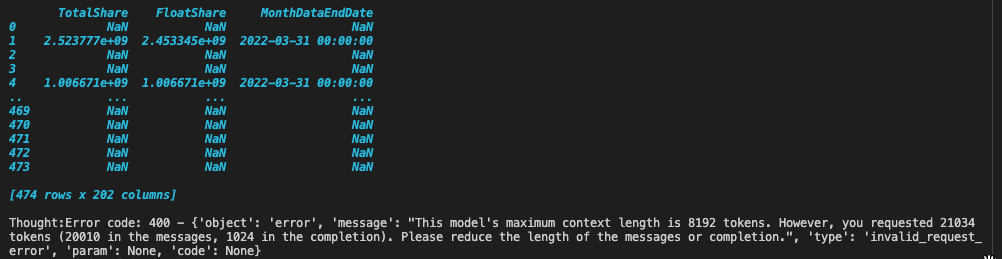 TotalShare FloatShare MonthDataEndDate
0 NaN NaN NaN
1 2.523777e+09 2.453345e+09 2022-03-31 00:00:00
2 NaN NaN NaN
3 NaN NaN NaN
4 1.006671e+09 1.006671e+09 2022-03-31 00:00:00
.. ... ... ...
469 NaN NaN NaN
470 NaN NaN NaN
471 NaN NaN NaN
472 NaN NaN NaN
473 NaN NaN NaN
[474 rows x 202 columns]
Thought:Error code: 400 - {'object': 'error', 'message': "This model's maximum context length is 8192 tokens. However, you requested 21034
tokens (20010 in the messages, 1024 in the completion). Please reduce the length of the messages or completion.", 'type': 'invalid_request_
error', 'param': None, 'code': None}